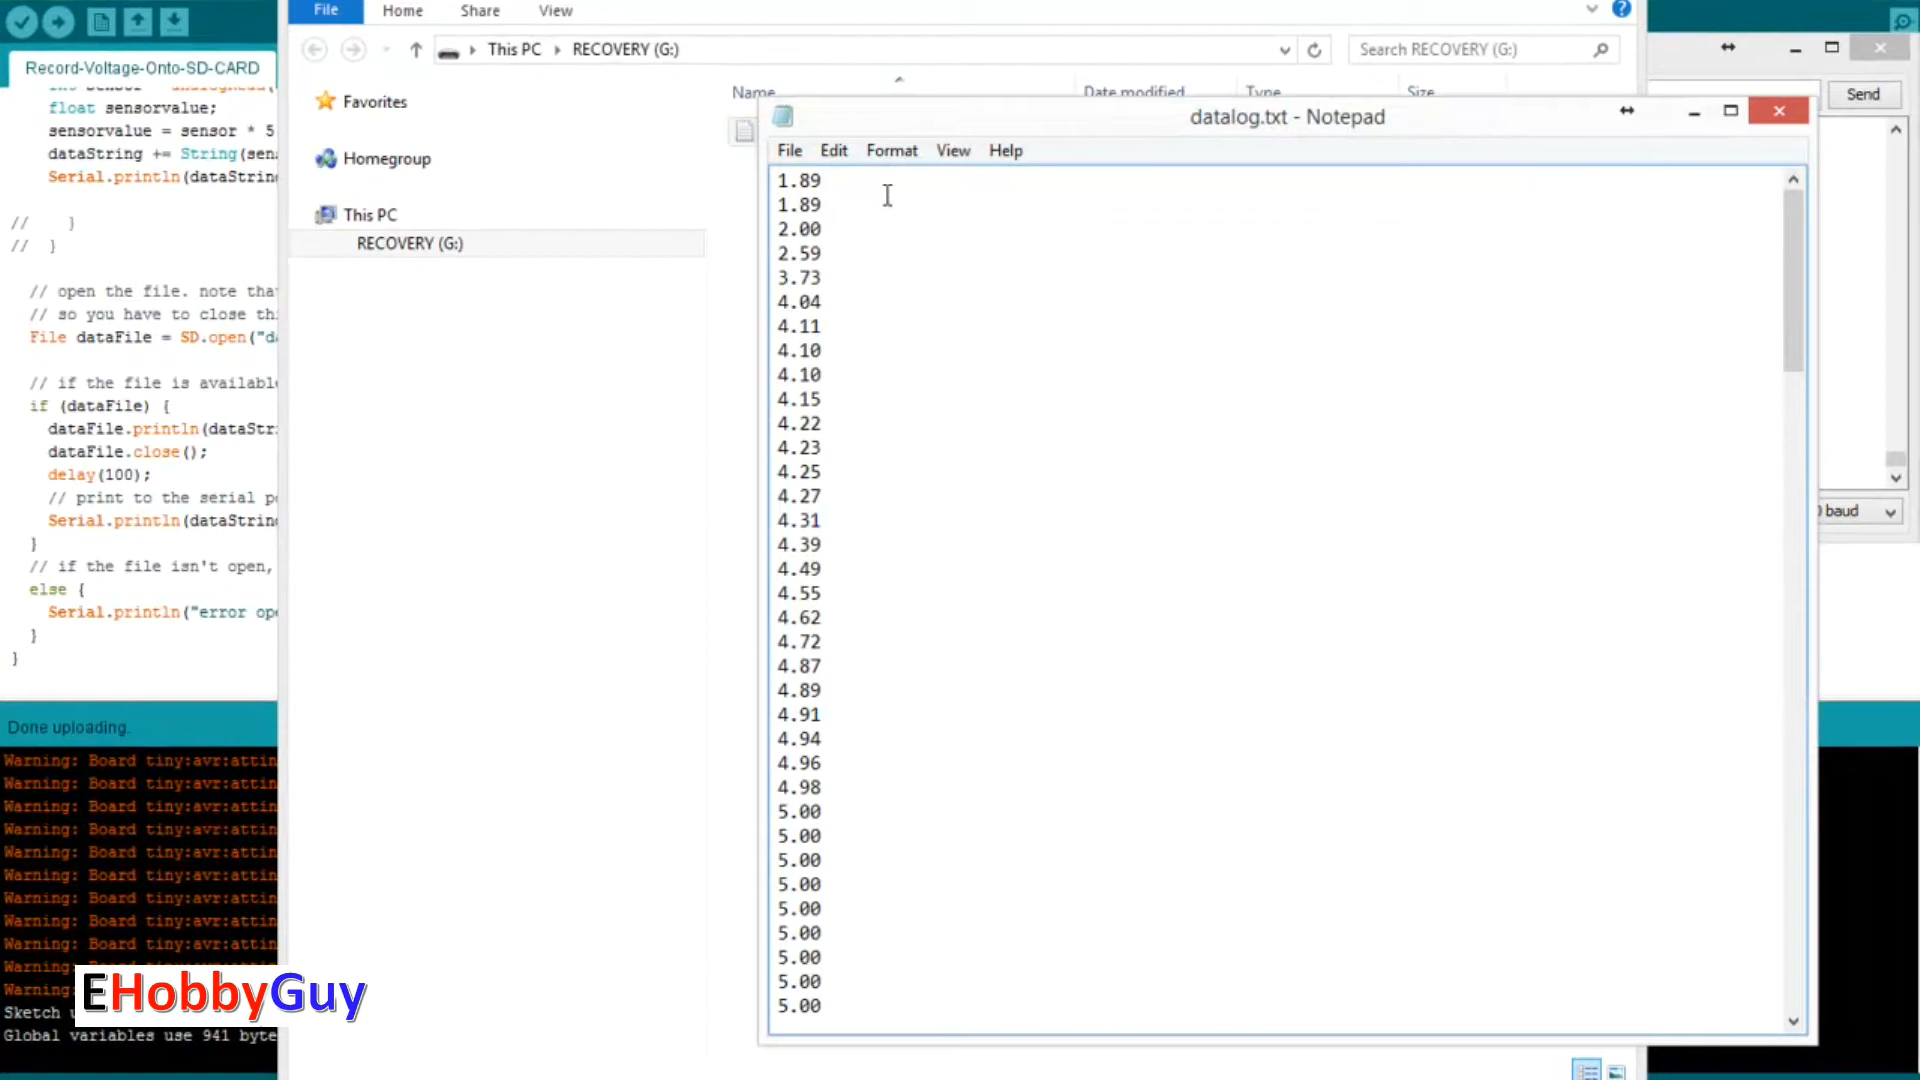 File Home Share View
This PC RECOVERY (G:)
Search RECOVERY (G:)
Record-Voltage-Onto-SD-CARD
float sensorvalue;
sensorvalue = sensor * 5
dataString += String(sens
Serial.println(dataString
// }
// }
// open the file. note tha
// so you have to close thi
File dataFile = SD.open("da
// if the file is availabl
if (dataFile) {
dataFile.println(dataStri
dataFile.close();
delay(100);
// print to the serial po
Serial.println(dataString
}
// if the file isn't open,
else {
Serial.println("error ope
}
}
Done uploading.
Warning: Board tiny:avr:attin
Warning: Board tiny:avr:attin
Warning: Board tiny:avr:attin
Warning: Board tiny:avr:attin
Warning: Board tiny:avr:attin
Warning: Board tiny:avr:attin
Warning: Board tiny:avr:attin
Warning: Board tiny:avr:attin
Warning: Board tiny:avr:attin
Warning: 
Warning:
Sketch u
Global variables use 941 byte
EHobbyGuy
Favorites
Homegroup
This PC
RECOVERY (G:)
Name Date modified Type Size
datalog.txt - Notepad
File Edit Format View Help
1.89
1.89
2.00
2.59
3.73
4.04
4.11
4.10
4.10
4.15
4.22
4.23
4.25
4.27
4.31
4.39
4.49
4.55
4.62
4.72
4.87
4.89
4.91
4.94
4.96
4.98
5.00
5.00
5.00
5.00
5.00
5.00
5.00
5.00
5.00
Send
baud